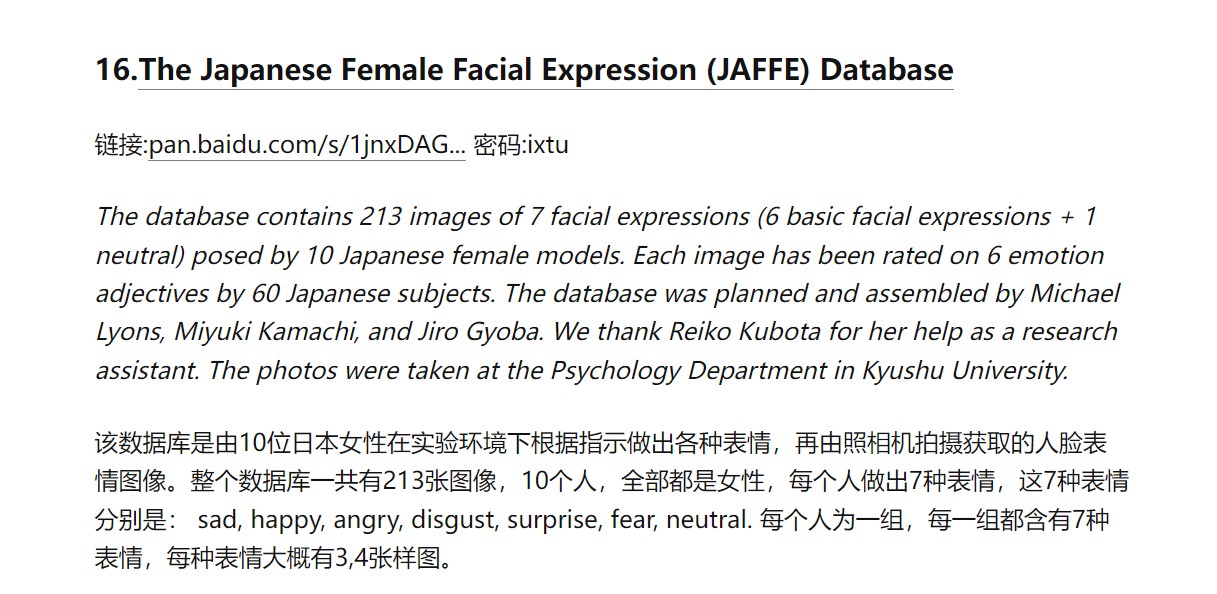 16.The Japanese Female Facial Expression (JAFFE) Database
链接:pan.baidu.com/s/1jnxDAG... 密码:ixtu
The database contains 213 images of 7 facial expressions (6 basic facial expressions + 1
neutral) posed by 10 Japanese female models. Each image has been rated on 6 emotion
adjectives by 60 Japanese subjects. The database was planned and assembled by Michael
Lyons, Miyuki Kamachi, and Jiro Gyoba. We thank Reiko Kubota for her help as a research
assistant. The photos were taken at the Psychology Department in Kyushu University.
该数据库是由10位日本女性在实验环境下根据指示做出各种表情，再由照相机拍摄获取的人脸表
情图像。整个数据库一共有213张图像，10个人，全部都是女性，每个人做出7种表情，这7种表情
分别是： sad, happy, angry, disgust, surprise, fear, neutral. 每个人为一组，每一组都含有7种
表情，每种表情大概有3,4张样图。